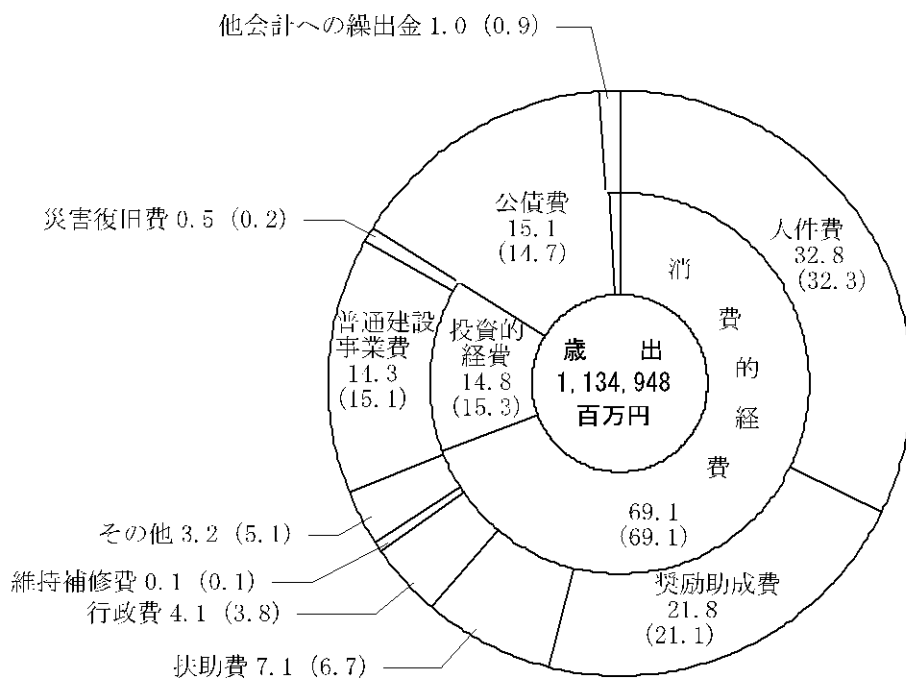 他会計への繰出金 1.0 (0.9)
公債費
15.1
(14.7)
災害復旧費 0.5 (0.2)
人件費
32.8
(32.3)
消費的経費
69.1
(69.1)
普通建設
事業費
14.3
(15.1)
投資的
経費
14.8
(15.3)
歳 出
1,134,948
百万円
その他 3.2 (5.1)
維持補修費 0.1 (0.1)
行政費 4.1 (3.8)
扶助費 7.1 (6.7)
奨励助成費
21.8
(21.1)